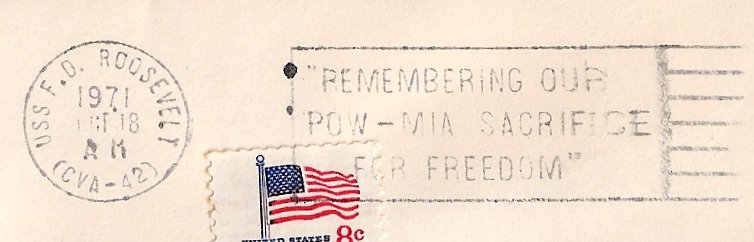 USS F.D. ROOSEVELT
1971
OCT 18
AM
(CVA-42)
"REMEMBERING OUR
POW-MIA SACRIFICE
FOR FREEDOM"
UNITED STATES 8c